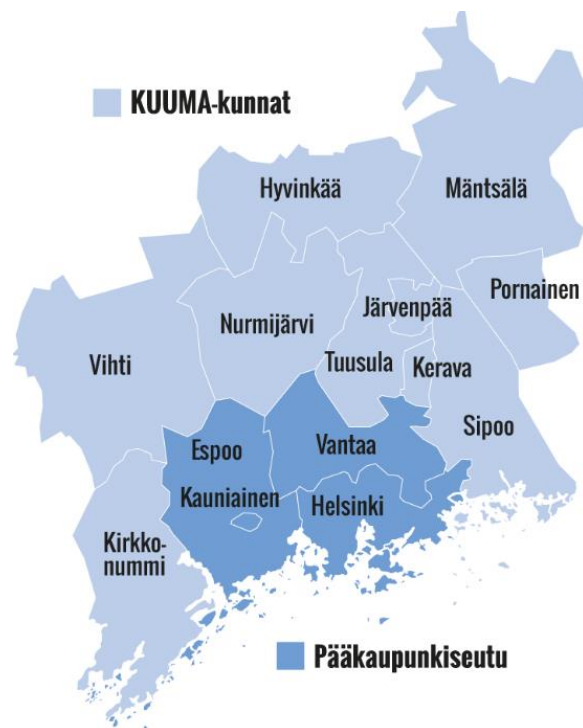 KUUMA-kunnat
Hyvinkää
Mäntsälä
Pornainen
Järvenpää
Nurmijärvi
Vihti
Tuusula
Kerava
Sipoo
Espoo
Vantaa
Kauniainen
Helsinki
Kirkko-
nummi
Pääkaupunkiseutu